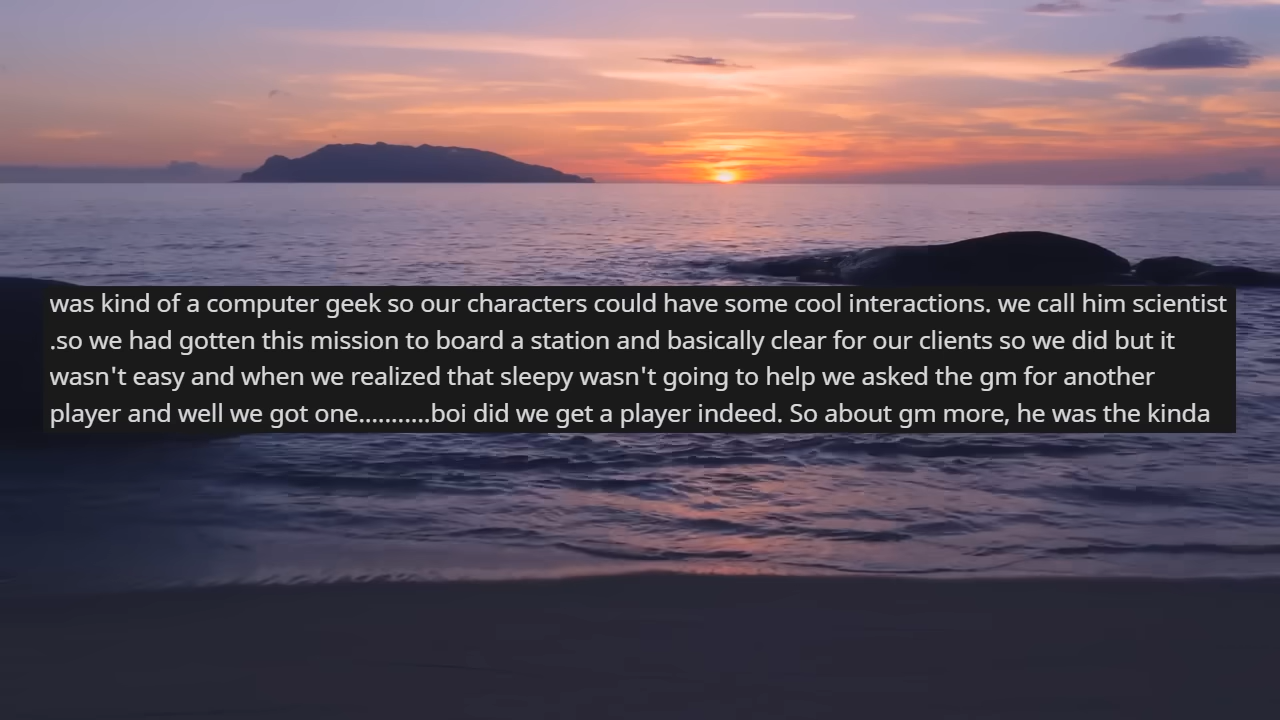 was kind of a computer geek so our characters could have some cool interactions. we call him scientist
.so we had gotten this mission to board a station and basically clear for our clients so we did but it
wasn't easy and when we realized that sleepy wasn't going to help we asked the gm for another
player and well we got one...........boi did we get a player indeed. So about gm more, he was the kinda